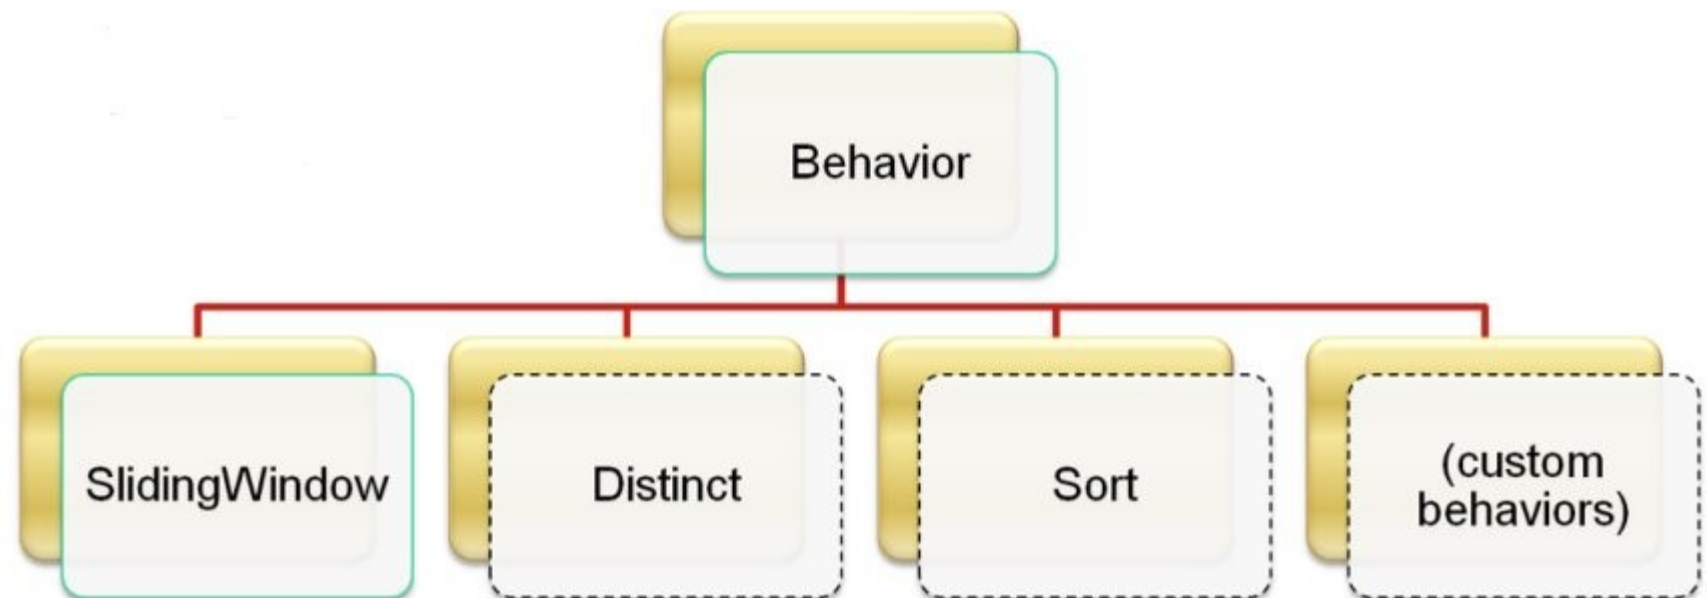 Behavior
SlidingWindow
Distinct
Sort
(custom
behaviors)